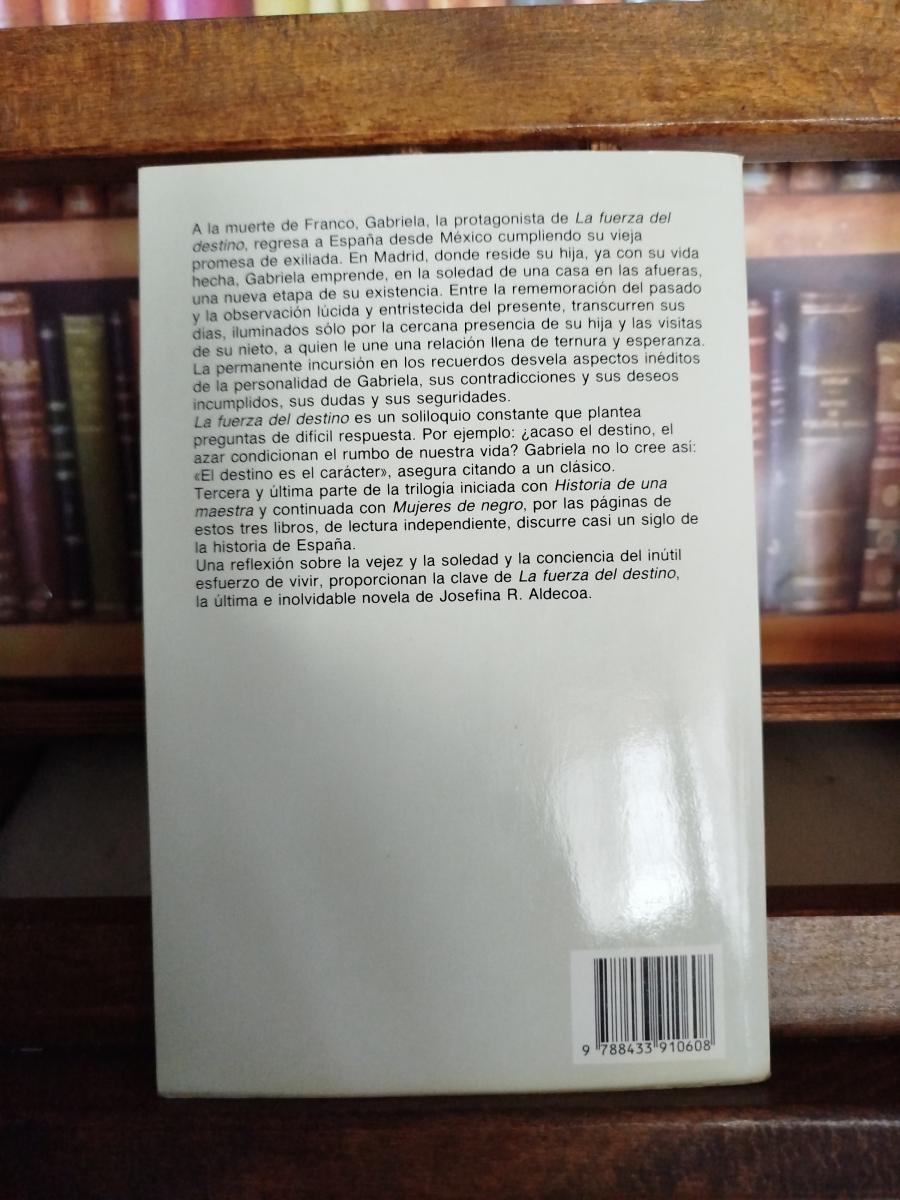 A la muerte de Franco, Gabriela, la protagonista de La fuerza del
destino, regresa a España desde México cumpliendo su vieja
promesa de exiliada. En Madrid, donde reside su hija, ya con su vida
hecha, Gabriela emprende, en la soledad de una casa en las afueras,
una nueva etapa de su existencia. Entre la rememoración del pasado
y la observación lúcida y entristecida del presente, transcurren sus
días, iluminados sólo por la cercana presencia de su hija y las visitas
de su nieto, a quien le une una relación llena de ternura y esperanza.
La permanente incursión en los recuerdos desvela aspectos inéditos
de la personalidad de Gabriela, sus contradicciones y sus deseos
incumplidos, sus dudas y sus seguridades.
La fuerza del destino es un soliloquio constante que plantea
preguntas de difícil respuesta. Por ejemplo: ¿acaso el destino, el
azar condicionan el rumbo de nuestra vida? Gabriela no lo cree así:
«El destino es el carácter», asegura citando a un clásico.
Tercera y última parte de la trilogía iniciada con Historia de una
maestra y continuada con Mujeres de negro, por las páginas de
estos tres libros, de lectura independiente, discurre casi un siglo de
la historia de España.
Una reflexión sobre la vejez y la soledad y la conciencia del inútil
esfuerzo de vivir, proporcionan la clave de La fuerza del destino,
la última e inolvidable novela de Josefina R. Aldecoa.
9 788433 910608